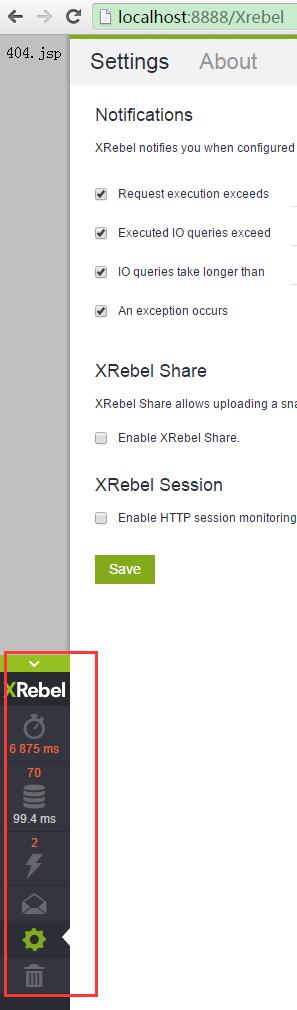 localhost:8888/Xrebel
404.jsp
Settings About
Notifications
XRebel notifies you when configured
Request execution exceeds
Executed IO queries exceed
IO queries take longer than
An exception occurs
XRebel Share
XRebel Share allows uploading a sna
Enable XRebel Share.
XRebel Session
Enable HTTP session monitoring
Save
XRebel
6 875 ms
70
99.4 ms
2